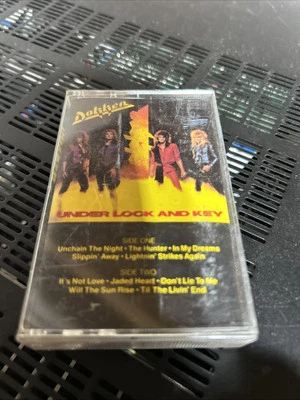 Dokken
UNDER LOCK AND KEY
SIDE ONE
Unchain The Night • The Hunter • In My Dreams
Slippin' Away • Lightnin' Strikes Again
SIDE TWO
It's Not Love • Jaded Heart • Don't Lie To Me
Will The Sun Rise • Til The Livin' End